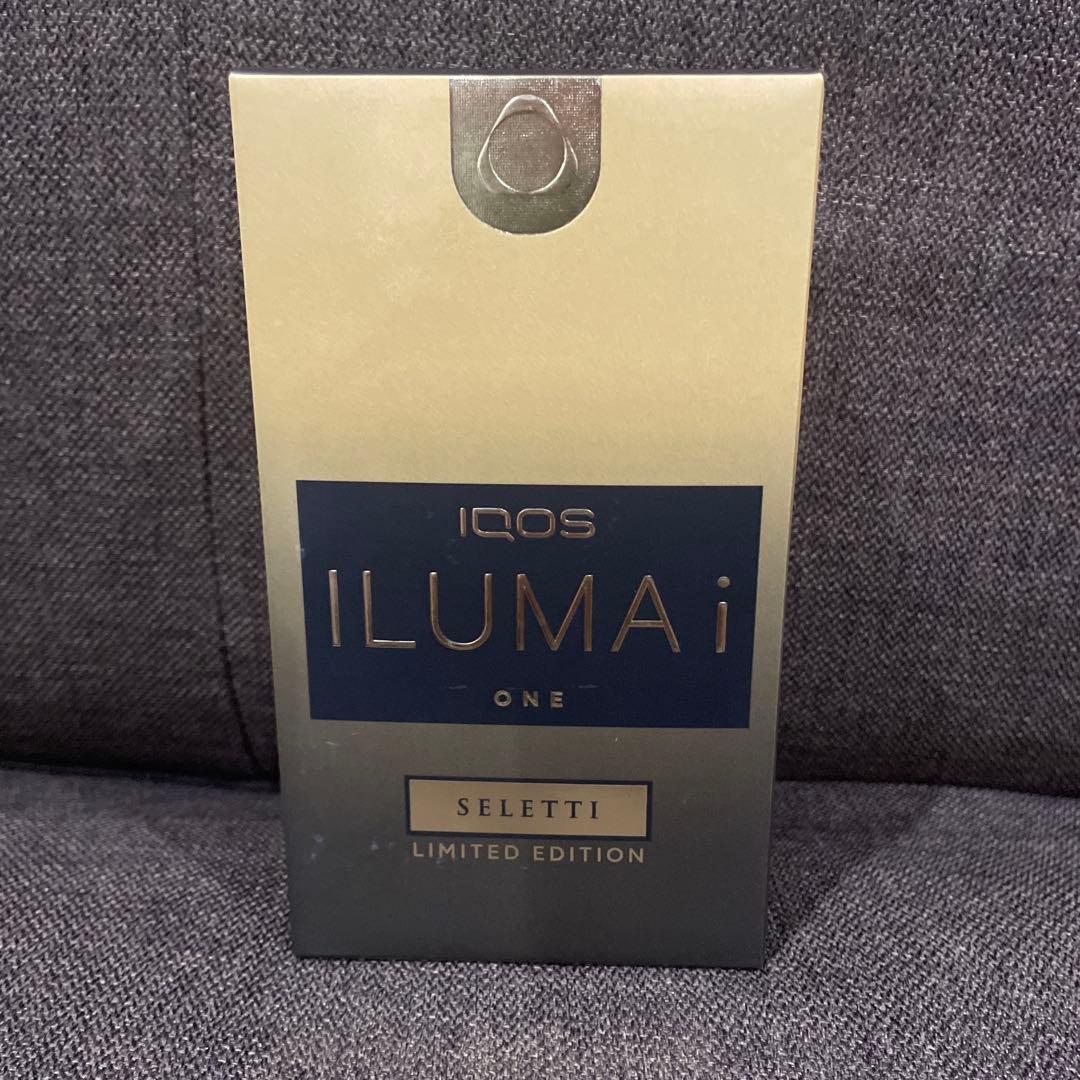 IQOS
ILUMA i
ONE
SELETTI
LIMITED EDITION